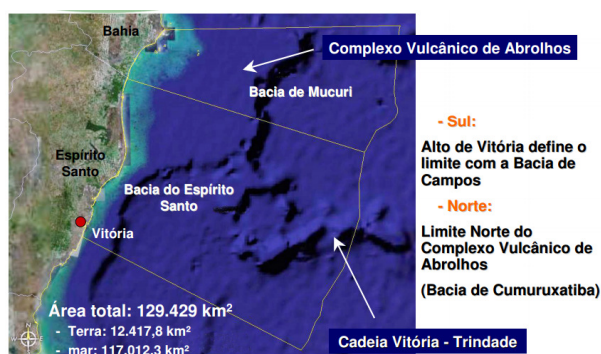 Bahia
Complexo Vulcânico de Abrolhos
Bacia de Mucuri
- Sul:
Alto de Vitória define o
limite com a Bacia de
Campos
Espírito
Santo
Bacia do Espírito
Santo
- Norte:
Vitória
Limite Norte do
Complexo Vulcânico de
Abrolhos
(Bacia de Cumuruxatiba)
Área total: 129.429 km²
- Terra: 12.417,8 km²
- mar: 117.012,3 km²
N
Cadeia Vitória - Trindade